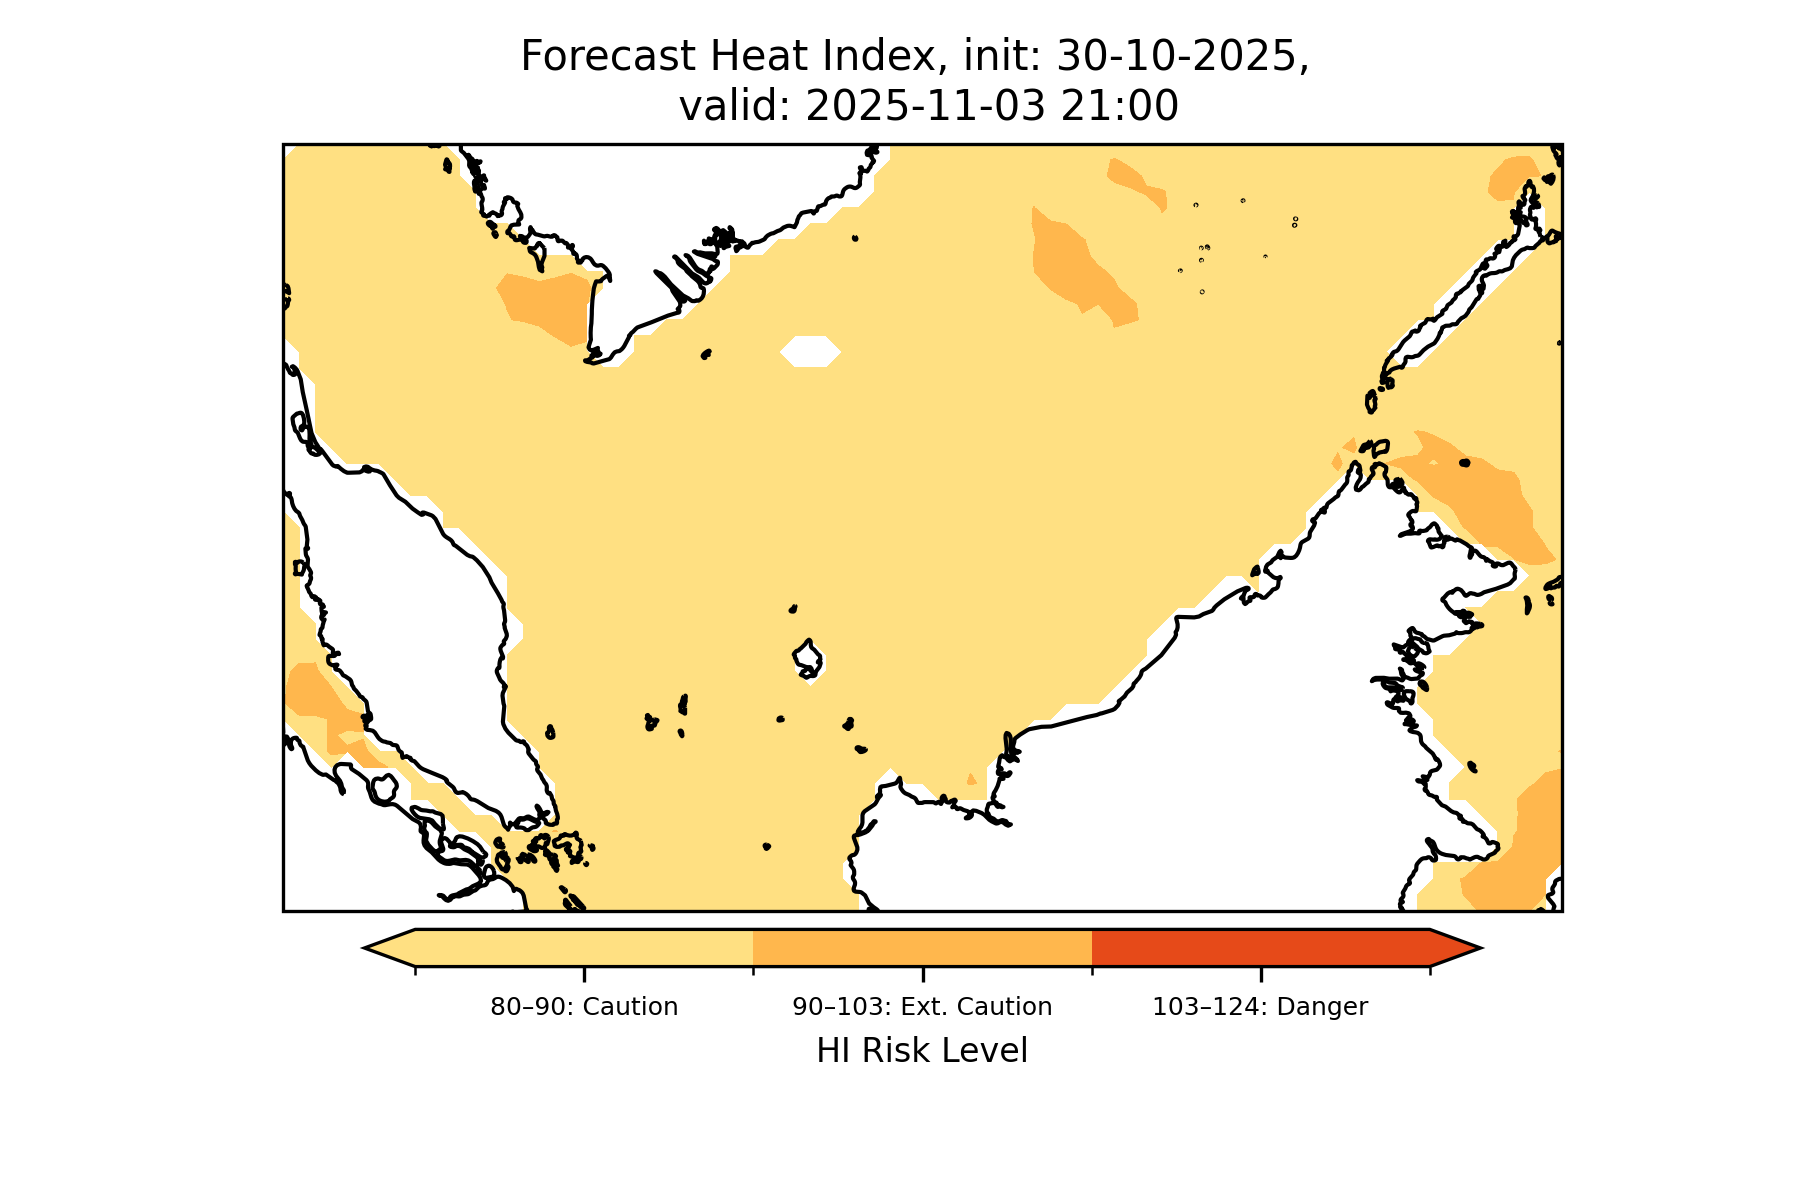 Forecast Heat Index, init: 30-10-2025,
valid: 2025-11-03 21:00
80–90: Caution
90–103: Ext. Caution
103–124: Danger
HI Risk Level